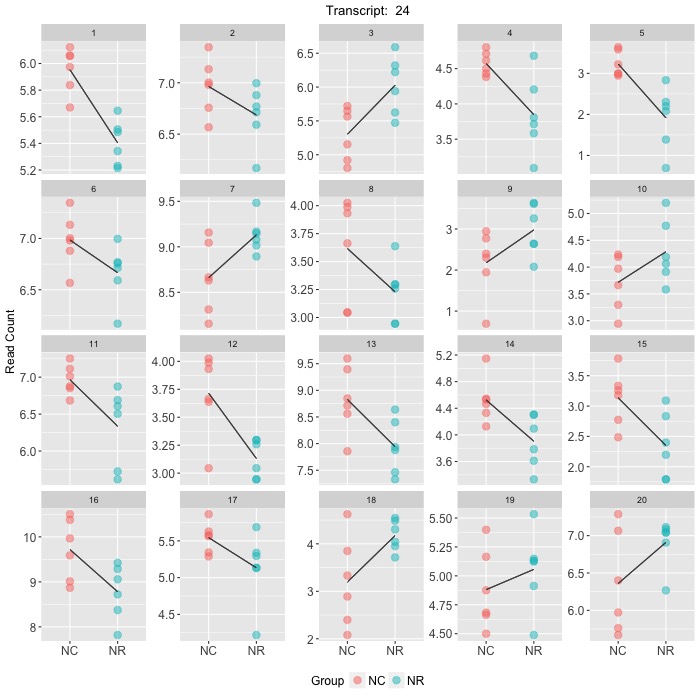 Transcript: 24
1 2 3 4 5
6.0 5.8 5.6 5.4 5.2
7.0 6.5
6.5 6.0 5.5 5.0
4.5 4.0 3.5
3 2 1
6 7 8 9 10
7.0 6.5
9.5 9.0 8.5
4.00 3.75 3.50 3.25 3.00
3 2 1
5.0 4.5 4.0 3.5 3.0
Read Count
11 12 13 14 15
7.0 6.5 6.0
4.00 3.75 3.50 3.25 3.00
9.5 9.0 8.5 8.0 7.5
5.2 4.8 4.4 4.0 3.6
3.5 3.0 2.5 2.0
16 17 18 19 20
10 9 8
5.5 5.0 4.5
4 3 2
5.50 5.25 5.00 4.75 4.50
7.0 6.5 6.0
NC NR NC NR NC NR NC NR NC NR
Group NC NR